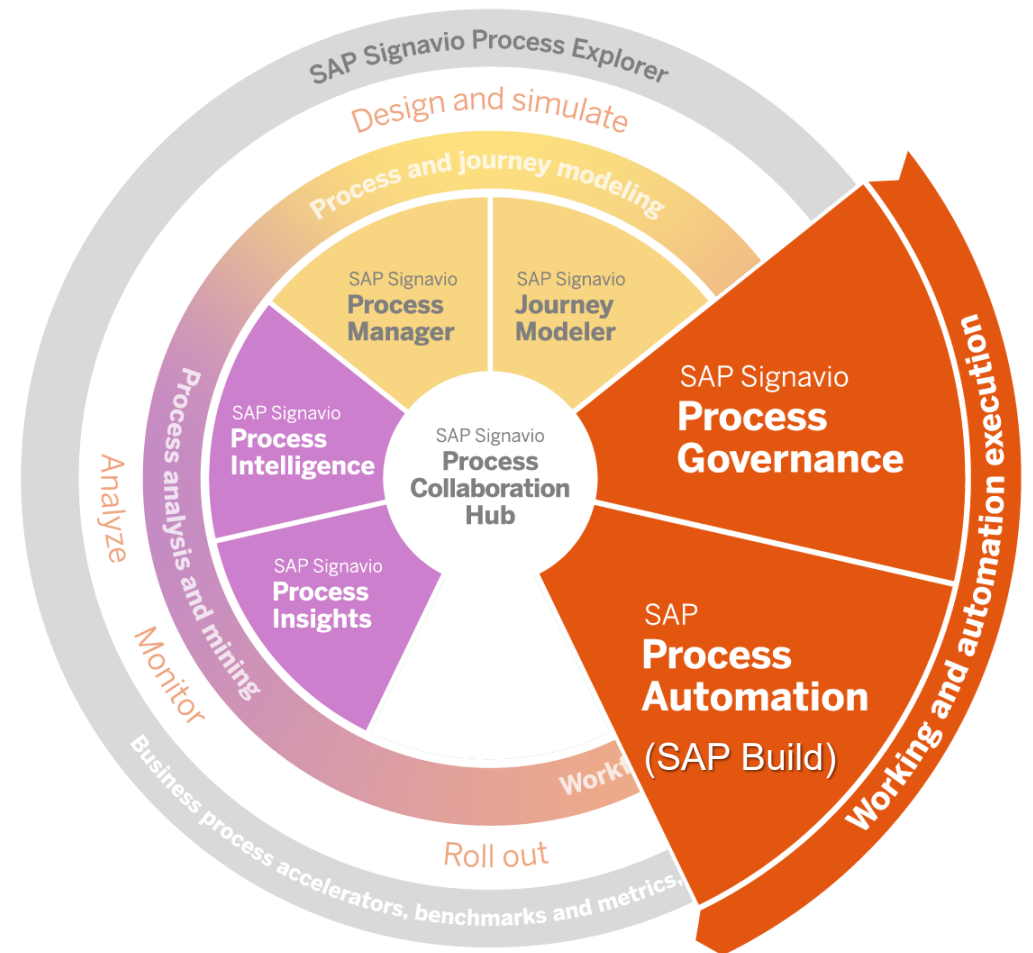 SAP Signavio Process Explorer
Design and simulate
Process and journey modeling
SAP Signavio
Process
Manager
SAP Signavio
Journey
Modeler
SAP Signavio
Process
Governance
Working and automation execution
SAP
Process
Automation
(SAP Build)
SAP Signavio
Process
Collaboration
Hub
SAP Signavio
Process
Intelligence
SAP Signavio
Process
Insights
Process analysis and mining
Analyze
Monitor
Roll out
Business process accelerators, benchmarks and metrics,